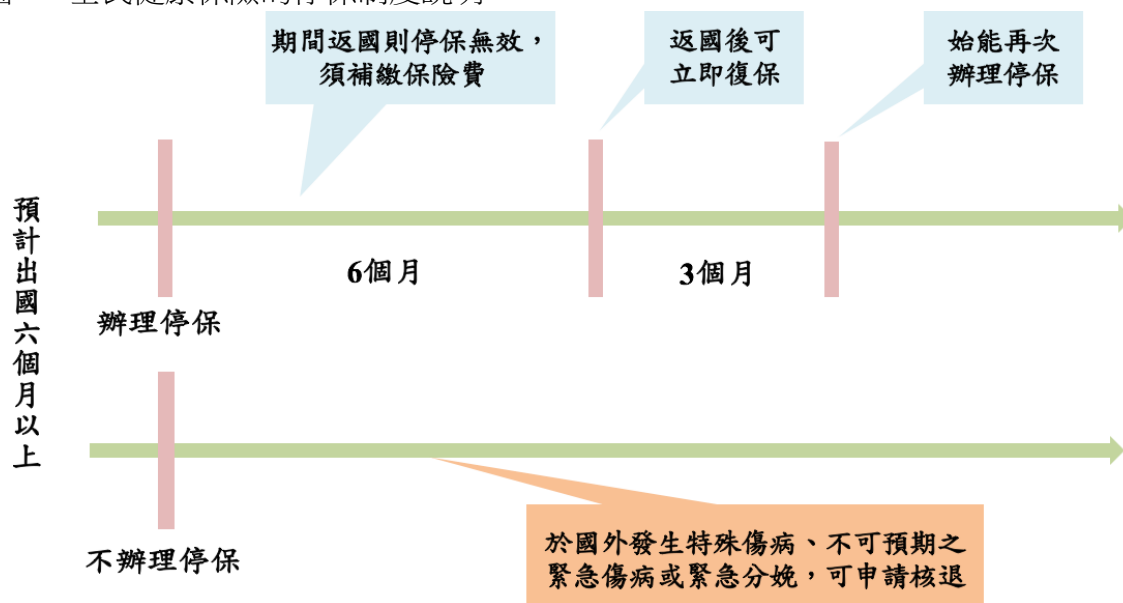 期間返國則停保無效，
須補繳保險費
返國後可
立即復保
始能再次
辦理停保
預計出國六個月以上
6個月
3個月
辦理停保
不辦理停保
於國外發生特殊傷病、不可預期之
緊急傷病或緊急分娩，可申請核退